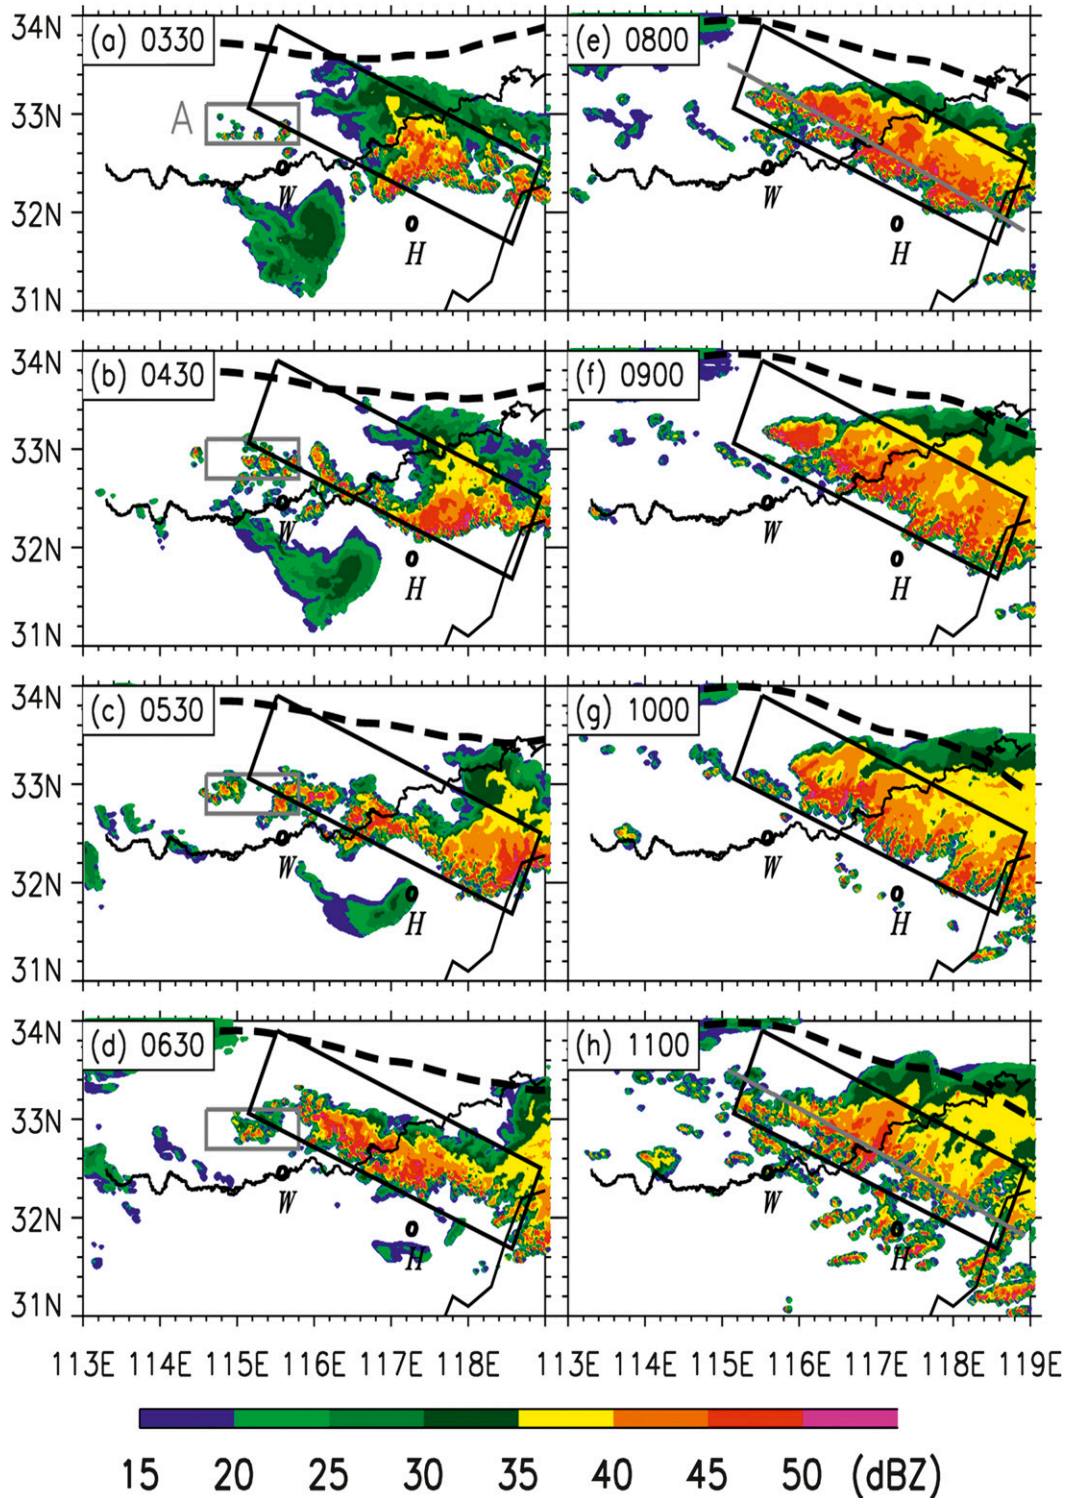 34N (a) 0330 (e) 0800
33N A
32N W H W H
31N
34N (b) 0430 (f) 0900
33N
32N W H W H
31N
34N (c) 0530 (g) 1000
33N
32N W H W H
31N
34N (d) 0630 (h) 1100
33N
32N W H W H
31N
113E 114E 115E 116E 117E 118E 113E 114E 115E 116E 117E 118E 119E
15 20 25 30 35 40 45 50 (dBZ)